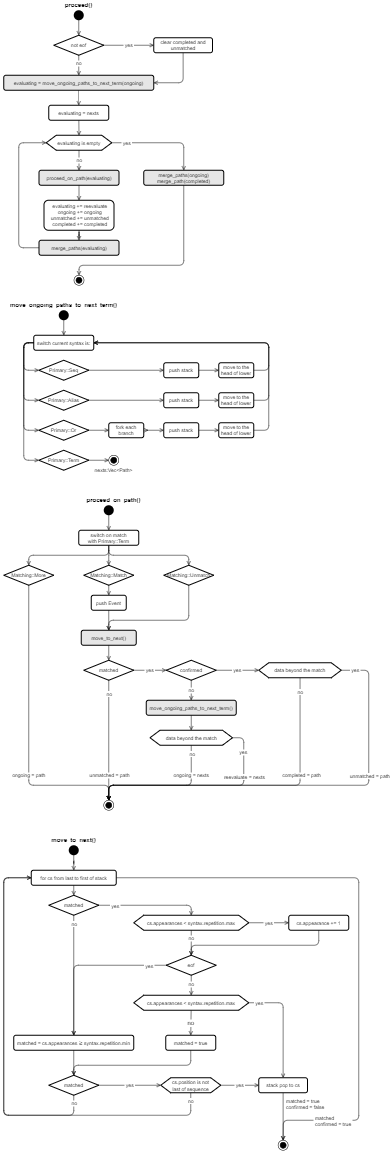 proceed()
not eof
yes
clear completed and
unmatched
no
evaluating = move_ongoing_paths_to_next_term(ongoing)
evaluating = nexts
evaluating is empty
yes
no
proceed_on_path(evaluating)
merge_paths(ongoing)
merge_path(completed)
evaluating += reevaluate
ongoing += ongoing
unmatched += unmatched
completed += completed
merge_paths(evaluating)
move ongoing paths to next term()
switch current syntax is:
Primary::Seq
push stack
move to the
head of lower
Primary::Alias
push stack
move to the
head of lower
Primary::Or
fork each
branch
push stack
move to the
head of lower
Primary::Term
nexts:Vec<Path>
proceed on path()
switch on match
with Primary::Term
Matching::More
Matching::Match
Matching::Unmatch
push Event
move_to_next()
matched
yes
confirmed
yes
data beyond the match
yes
no
no
no
move_ongoing_paths_to_next_term()
data beyond the match
yes
no
ongoing = path
unmatched = path
ongoing = nexts
reevaluate = nexts
completed = path
unmatched = path
move to next()
for cs from last to first of stack
matched
yes
no
cs.appearances < syntax.repitition.max
yes
cs.appearance += 1
no
yes
eof
no
cs.appearances < syntax.repitition.max
yes
no
matched = cs.appearances ≥ syntax.repitition.min
matched = true
matched
yes
cs.position is not
last of sequence
yes
stack pop to cs
no
no
matched = true
confirmed = false
matched
confirmed = true